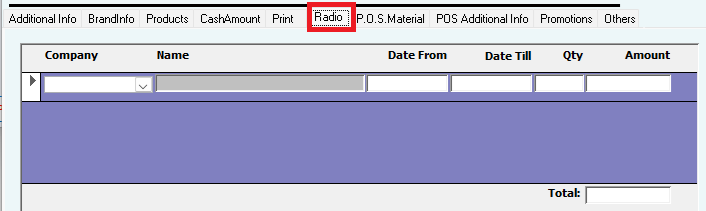 Additional Info BrandInfo Products CashAmount Print Radio P.O.S.Material POS Additional Info Promotions Others
Company Name Date From Date Till Qty Amount
Total: